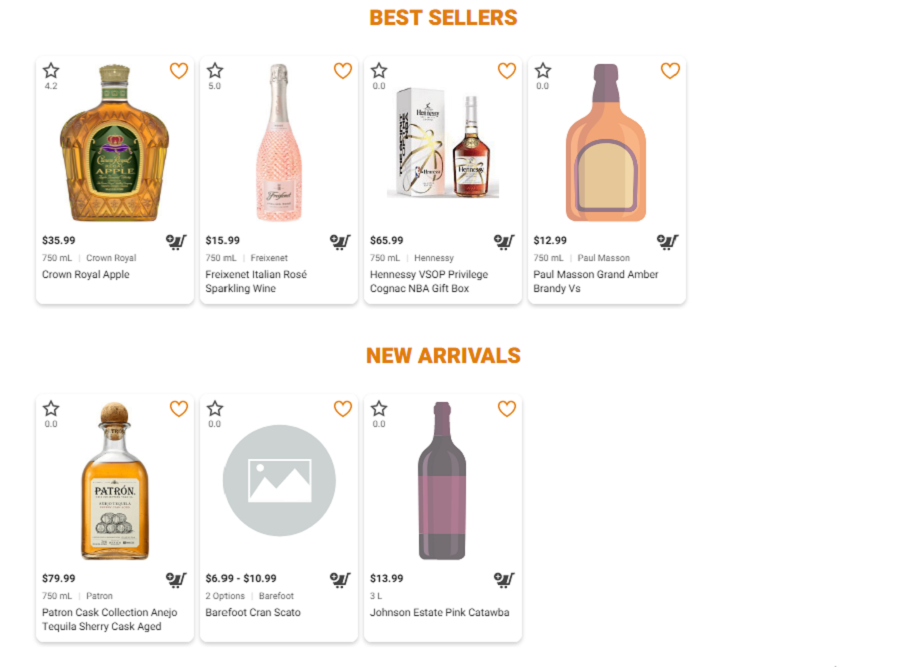 BEST SELLERS
4.2
5.0
0.0
0.0
Crown Royal
APPLE
Freixenet
Hennessy
Hennessy
$35.99
$15.99
$65.99
$12.99
750 mL | Crown Royal
750 mL | Freixenet
750 mL | Hennessy
750 mL | Paul Masson
Crown Royal Apple
Freixenet Italian Rosé
Sparkling Wine
Hennessy VSOP Privilege
Cognac NBA Gift Box
Paul Masson Grand Amber
Brandy Vs
NEW ARRIVALS
0.0
0.0
0.0
PATRÓN
$79.99
$6.99 - $10.99
$13.99
750 mL | Patron
2 Options | Barefoot
3 L
Patron Cask Collection Anejo
Tequila Sherry Cask Aged
Barefoot Cran Scato
Johnson Estate Pink Catawba